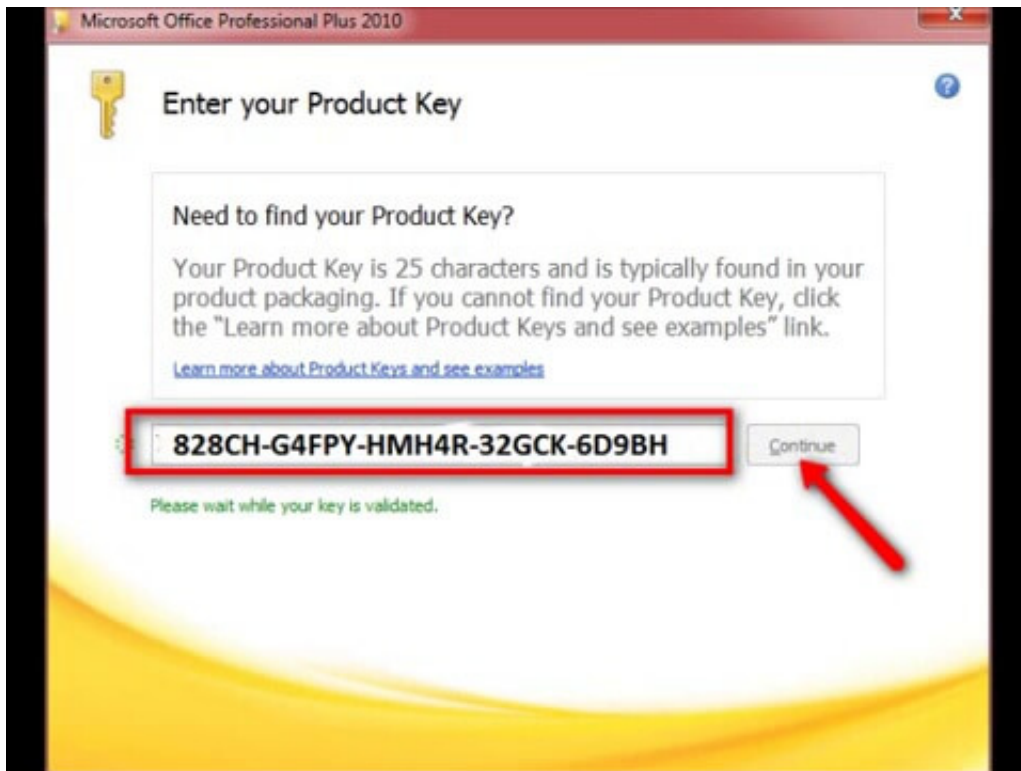 Microsoft Office Professional Plus 2010
Enter your Product Key
Need to find your Product Key?
Your Product Key is 25 characters and is typically found in your
product packaging. If you cannot find your Product Key, click
the “Learn more about Product Keys and see examples” link.
Learn more about Product Keys and see examples
828CH-G4FPY-HMH4R-32GCK-6D9BH
Continue
Please wait while your key is validated.